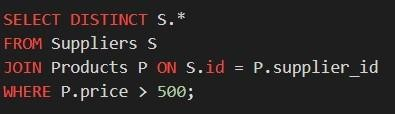 SELECT DISTINCT S.*
FROM Suppliers S
JOIN Products P ON S.id = P.supplier_id
WHERE P.price > 500;